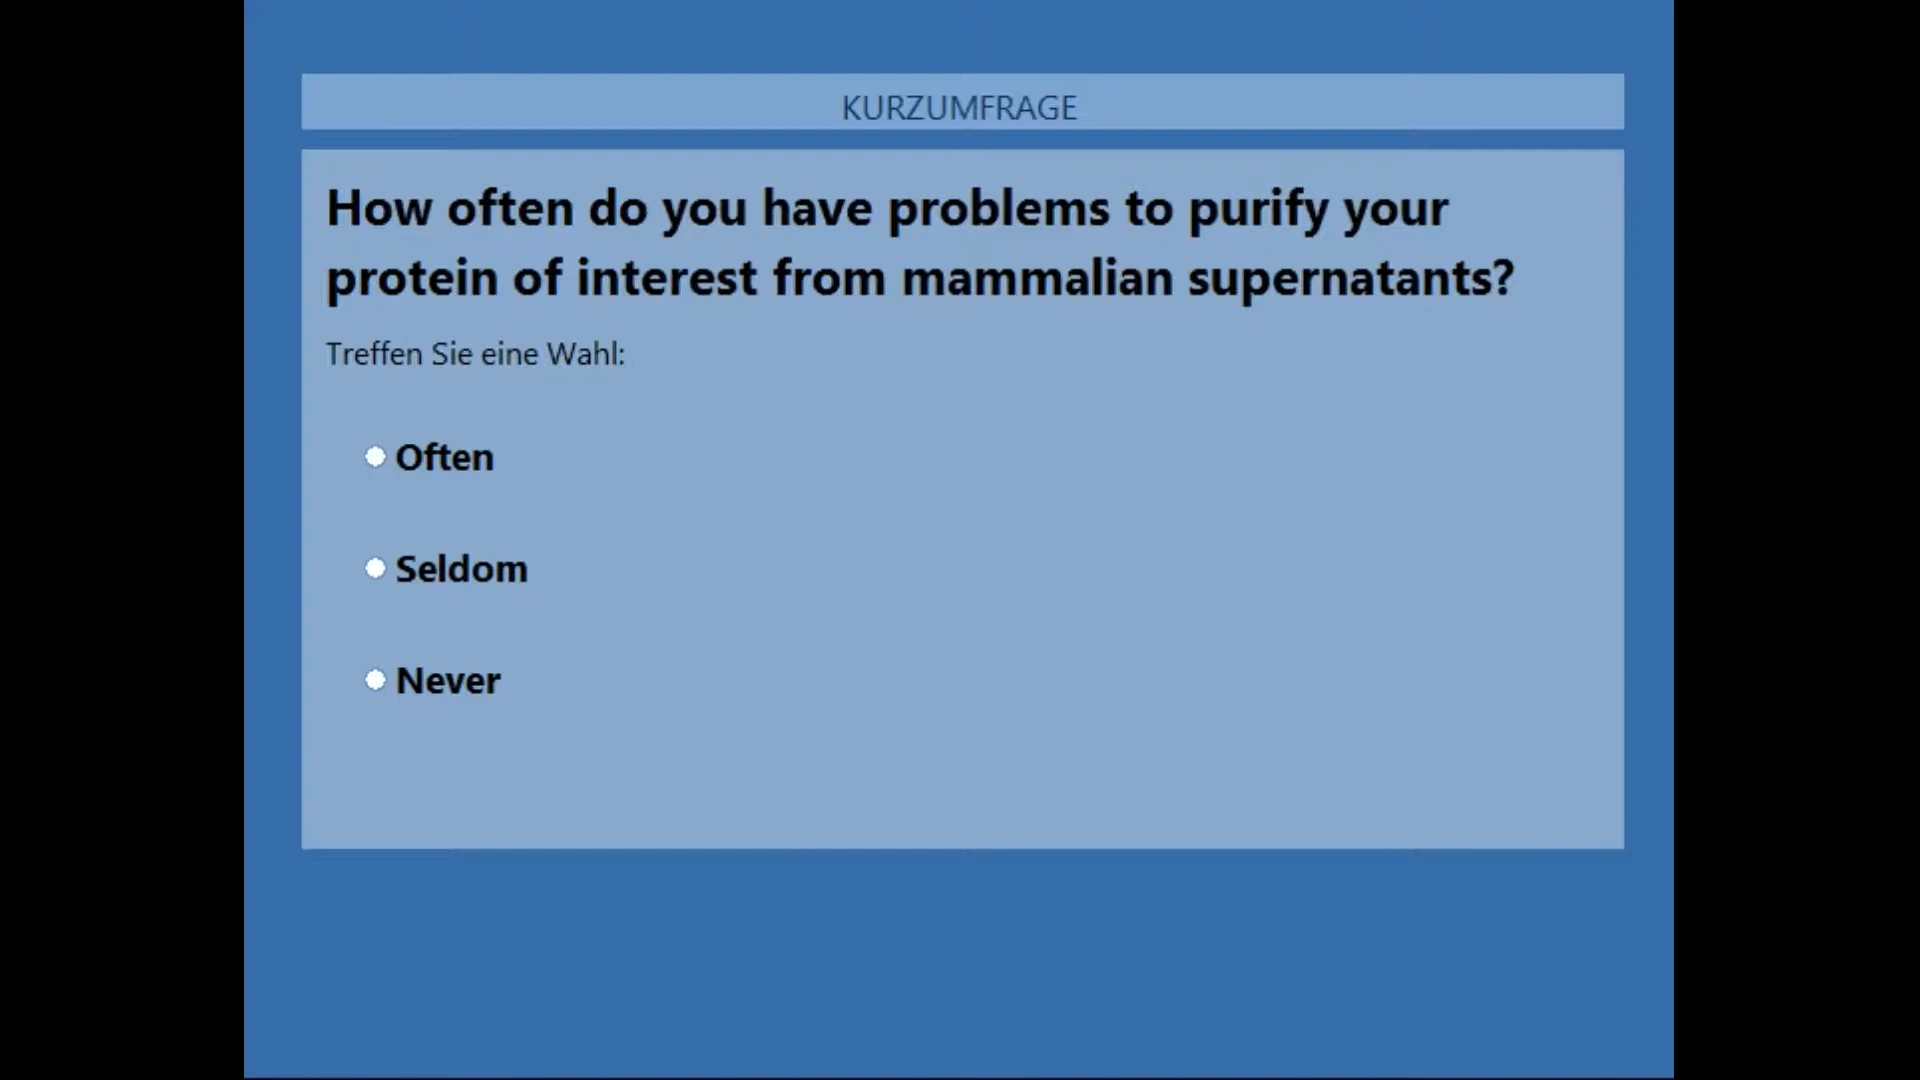 KURZUMFRAGE
How often do you have problems to purify your
protein of interest from mammalian supernatants?
Treffen Sie eine Wahl:
Often
Seldom
Never